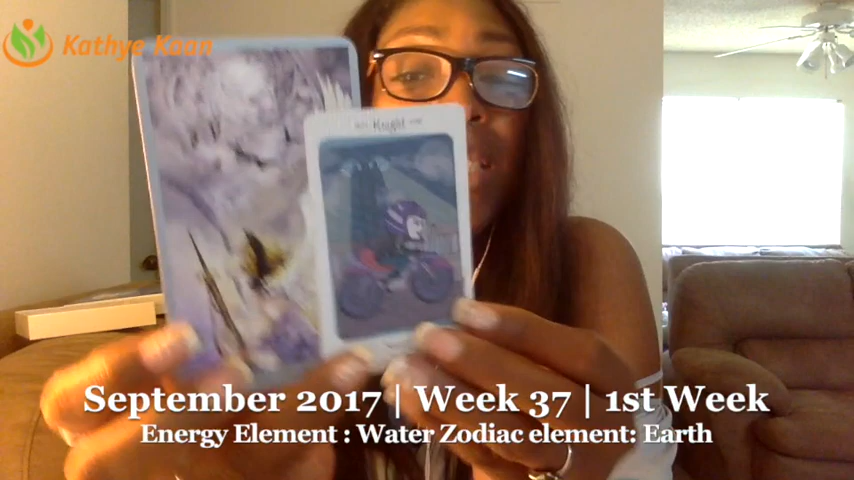 Kathye Kaan
Knight
September 2017 | Week 37 | 1st Week
Energy Element : Water Zodiac element: Earth